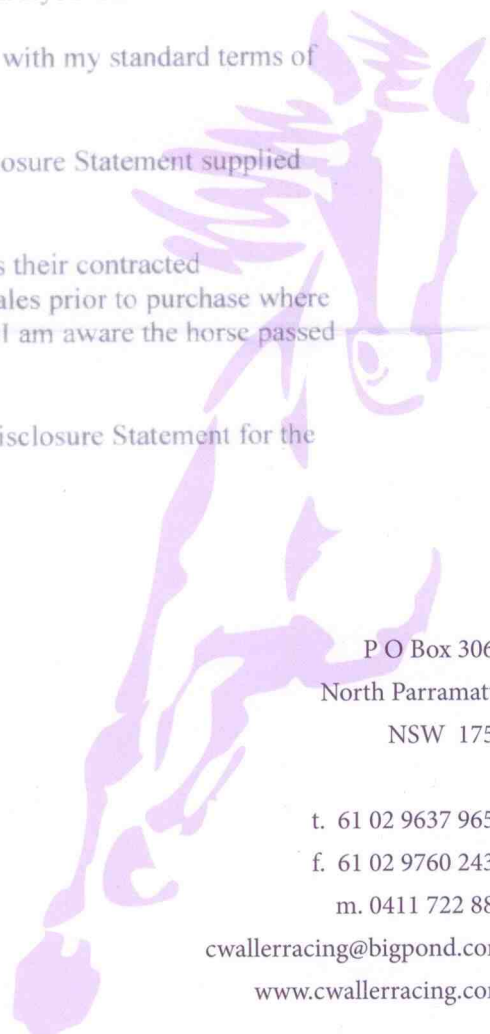 with my standard terms of
osure Statement supplied
s their contracted
ales prior to purchase where
I am aware the horse passed
isclosure Statement for the
P O Box 306
North Parramat
NSW 175
t. 61 02 9637 965
f. 61 02 9760 243
m. 0411 722 88
cwallerracing@bigpond.co
www.cwallerracing.co